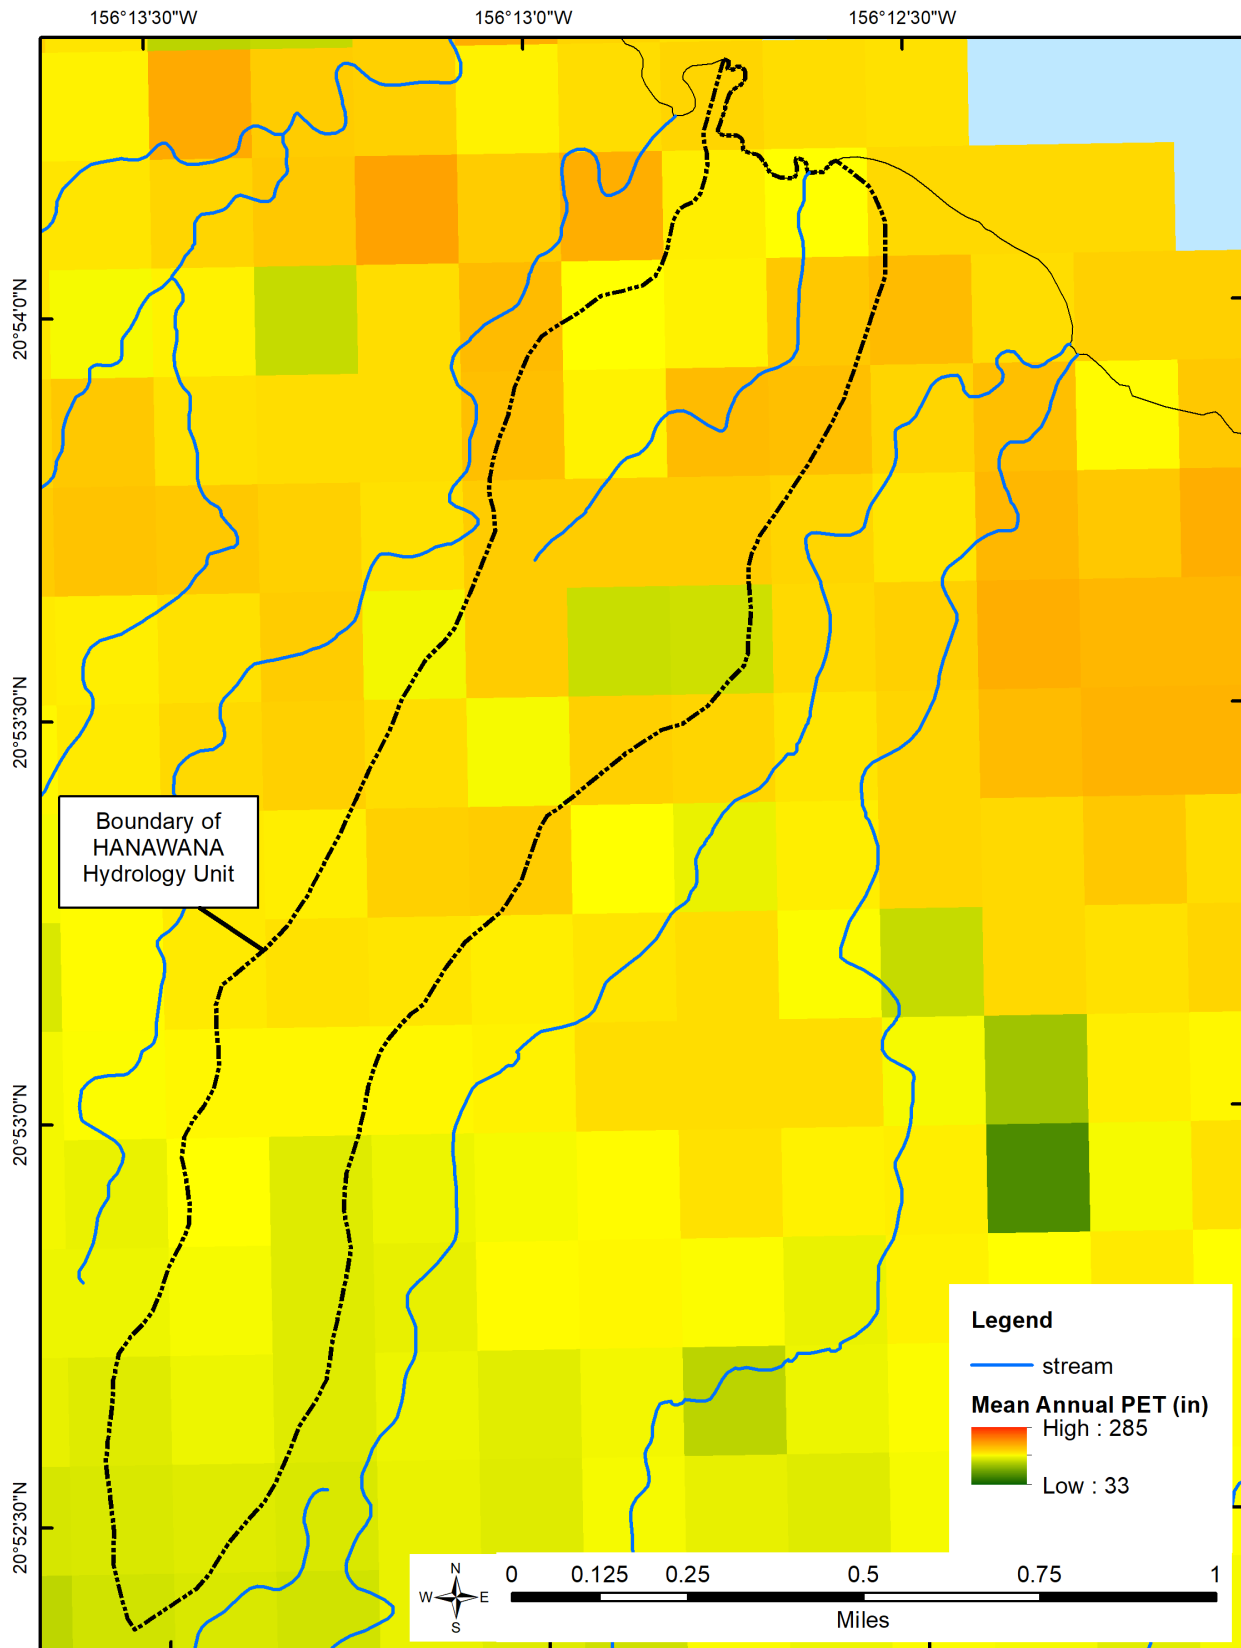 156°13'30"W
156°13'0"W
156°12'30"W
20°54'0"N
20°53'30"N
Boundary of
HANAWANA
Hydrology Unit
20°53'0"N
20°52'30"N
Legend
stream
Mean Annual PET (in)
High : 285
Low : 33
N
W E
S
0 0.125 0.25 0.5 0.75 1
Miles